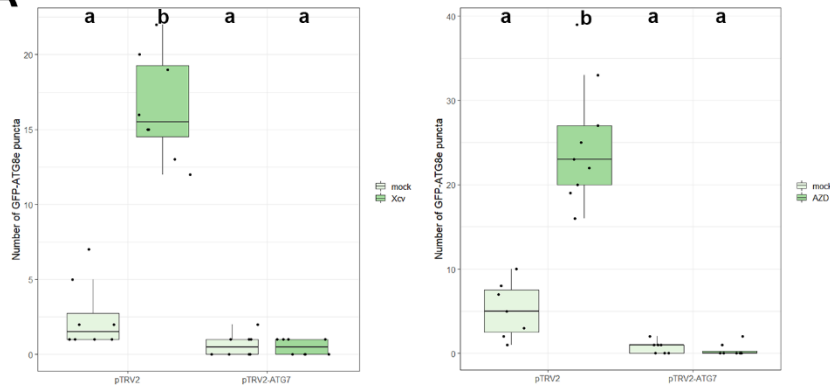 A
a b a a
20
15
10
5
0
Number of GFP-ATG8e puncta
pTRV2 pTRV2-ATG7
mock
Xcv
a b a a
40
30
20
10
0
Number of GFP-ATG8e puncta
pTRV2 pTRV2-ATG7
mock
AZD